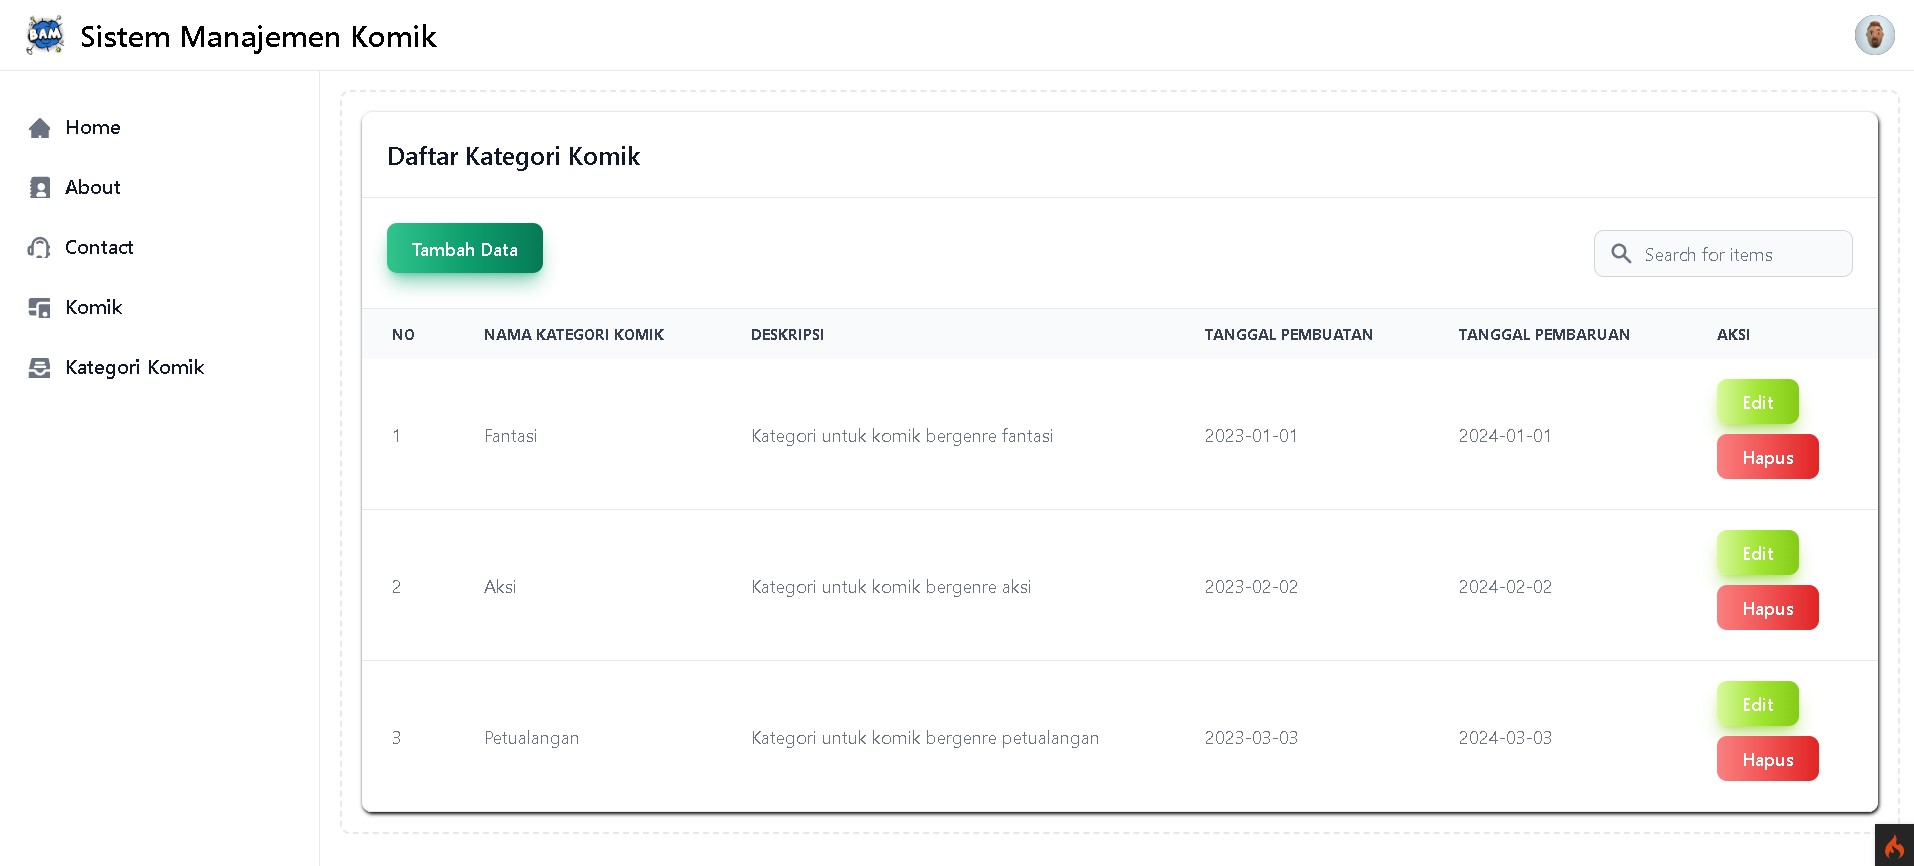 BAM
Sistem Manajemen Komik
Home
About
Contact
Komik
Kategori Komik
Daftar Kategori Komik
Tambah Data
Search for items
NO NAMA KATEGORI KOMIK DESKRIPSI TANGGAL PEMBUATAN TANGGAL PEMBARUAN AKSI
1 Fantasi Kategori untuk komik bergenre fantasi 2023-01-01 2024-01-01
Edit
Hapus
2 Aksi Kategori untuk komik bergenre aksi 2023-02-02 2024-02-02
Edit
Hapus
3 Petualangan Kategori untuk komik bergenre petualangan 2023-03-03 2024-03-03
Edit
Hapus